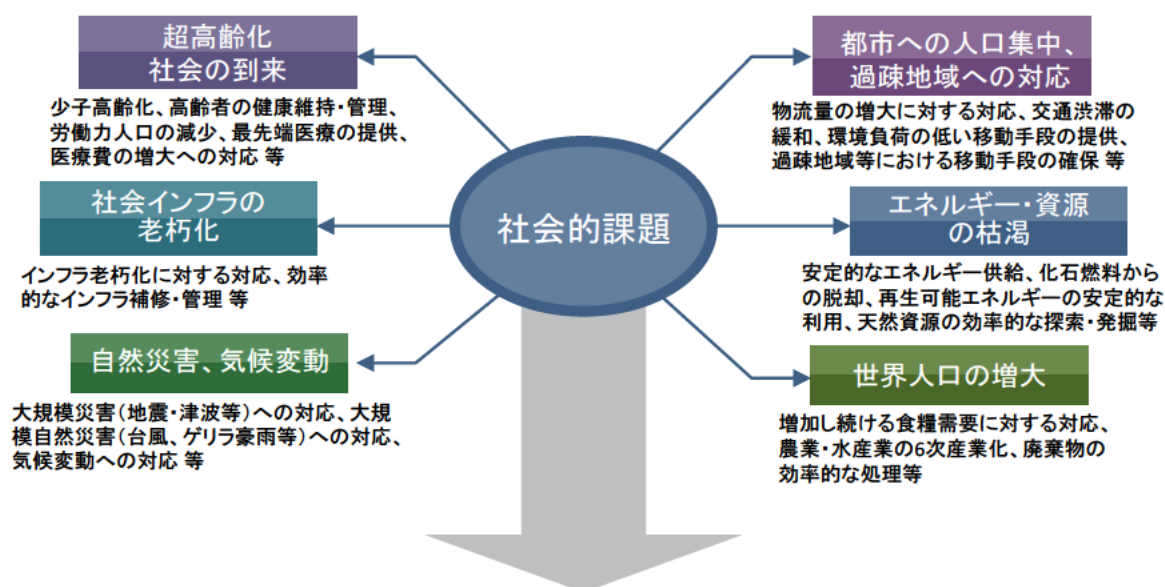 超高齢化
社会の到来
少子高齢化、高齢者の健康維持・管理、
労働力人口の減少、最先端医療の提供、
医療費の増大への対応 等
社会インフラの
老朽化
インフラ老朽化に対する対応、効率
的なインフラ補修・管理 等
自然災害、気候変動
大規模災害(地震・津波等)への対応、大規
模自然災害(台風、ゲリラ豪雨等)への対応、
気候変動への対応 等
社会的課題
都市への人口集中、
過疎地域への対応
物流量の増大に対する対応、交通渋滞の
緩和、環境負荷の低い移動手段の提供、
過疎地域等における移動手段の確保 等
エネルギー・資源
の枯渇
安定的なエネルギー供給、化石燃料から
の脱却、再生可能エネルギーの安定的な
利用、天然資源の効率的な探索・発掘等
世界人口の増大
増加し続ける食糧需要に対する対応、
農業・水産業の6次産業化、廃棄物の
効率的な処理等